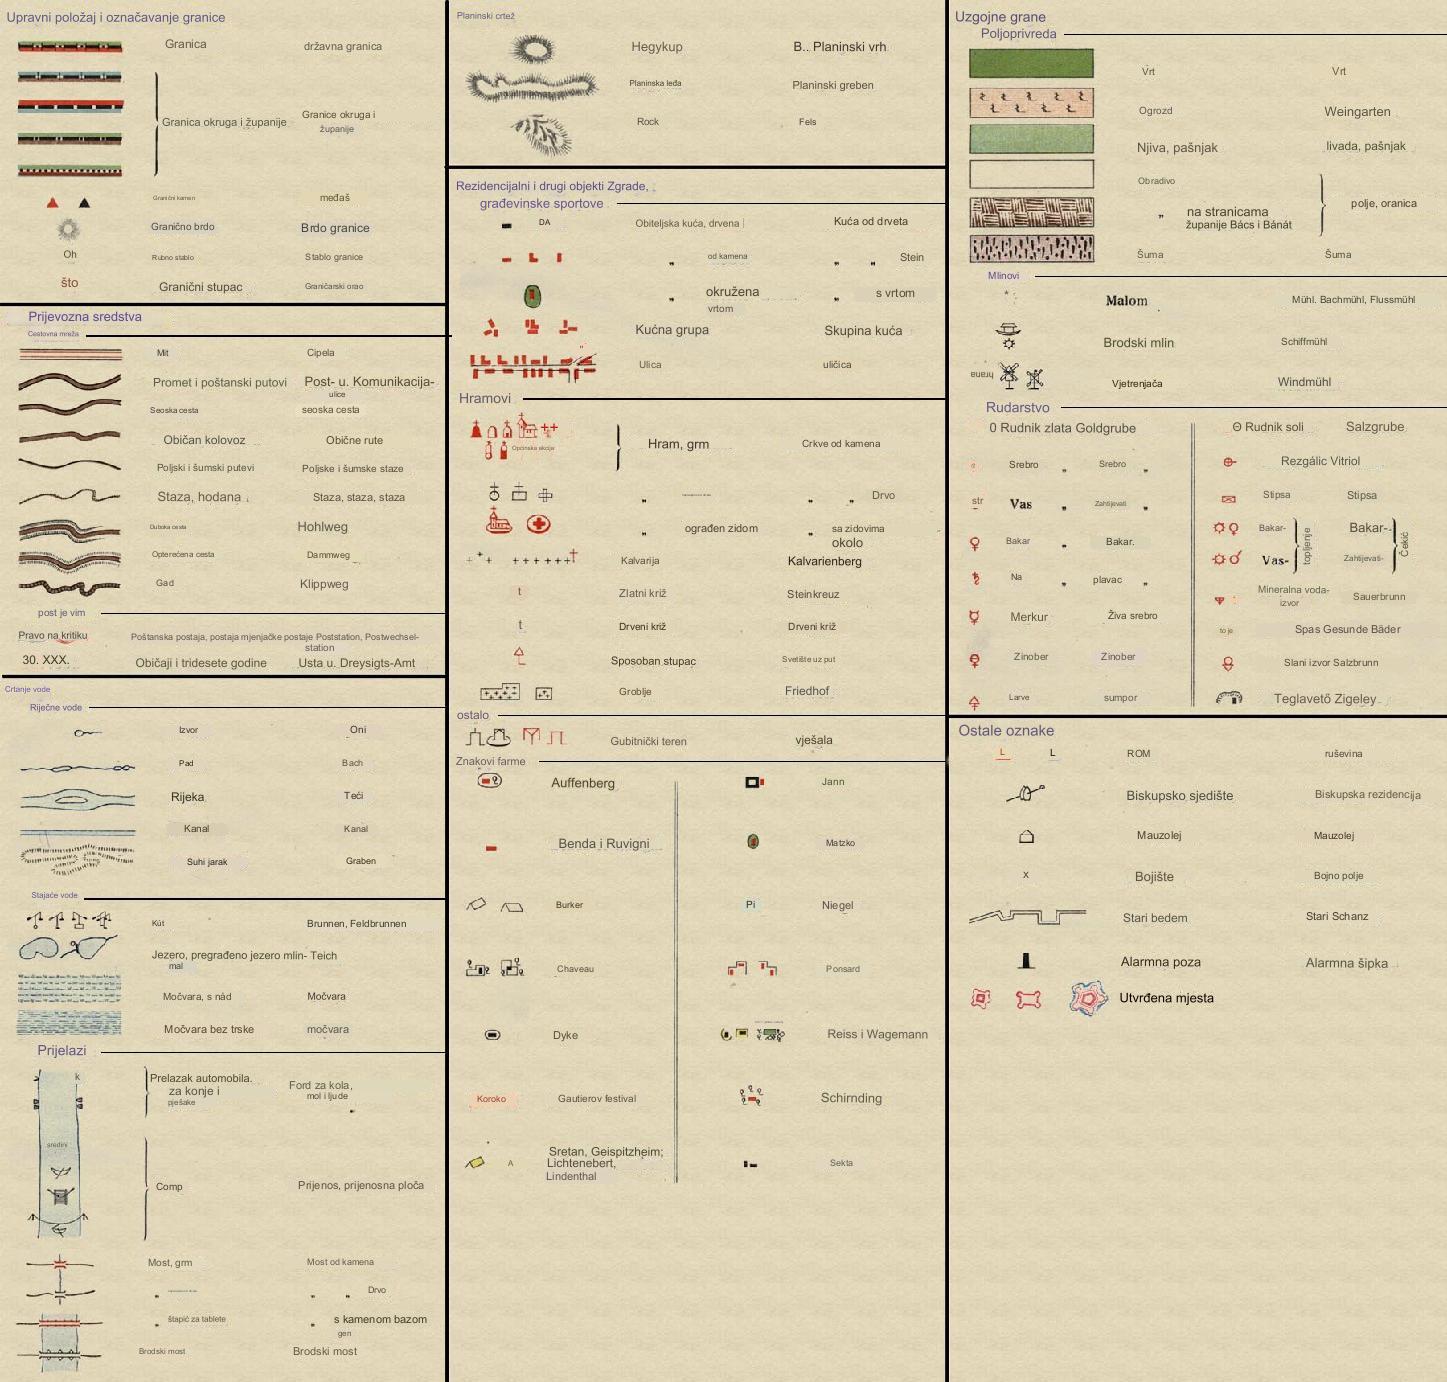 Upravni položaj i označavanje granice
Granica državna granica
Granica okruga i županije Granice okruga i
županije
Granični kamen međaš
Granično brdo Brdo granice
Oh Rubno stablo Stablo granice
što Granični stupac Graničarski orao
Prijevozna sredstva
Cestovna mreža
Mit Cipela
Promet i poštanski putovi Post- u. Komunikacija-
ulice
Seoska cesta seoska cesta
Običan kolovoz Obične rute
Poljski i šumski putevi Poljske i šumske staze
Staza, hodana Staza, staza, staza
Duboka cesta Hohlweg
Opterećena cesta Dammweg
Gad Klippweg
post je vim
Pravo na kritiku Poštanska postaja, postaja mjenjačke postaje Poststation, Postwechsel-
station
30. XXX. Običaji i tridesete godine Usta u. Dreysigts-Amt
Crtanje vode
Riječne vode
Izvor Oni
Pad Bach
Rijeka Teći
Kanal Kanal
Suhi jarak Graben
Stajaće vode
Kút Brunnen, Feldbrunnen
Jezero, pregrađeno jezero mlin- Teich
mal
Močvara, s nád Močvara
Močvara bez trske močvara
Prijelazi
k Prelazak automobila.
za konje i
pješake
Ford za kola,
mol i ljude
sredini
Comp Prijenos, prijenosna ploča
Most, grm Most od kamena
„ „ „ Drvo
„ štapić za tablete „ s kamenom bazom
gen
Brodski most Brodski most
Planinski crtež
Hegykup B.. Planinski vrh
Planinska leđa Planinski greben
Rock Fels
Rezidencijalni i drugi objekti Zgrade,
građevinske sportove
DA Obiteljska kuća, drvena Kuća od drveta
„ od kamena „ „ Stein
„ okružena „ s vrtom
vrtom
Kućna grupa Skupina kuća
Ulica uličica
Hramovi
Općinska akcija
Hram, grm Crkve od kamena
„ „ „ Drvo
„ ograđen zidom „ sa zidovima
okolo
Kalvarija Kalvarienberg
t Zlatni križ Steinkreuz
t Drveni križ Drveni križ
Sposoban stupac Svetište uz put
Groblje Friedhof
ostalo
Gubitnički teren vješala
Znakovi farme
Auffenberg Jann
Benda i Ruvigni Matzko
Burker Pi Niegel
Chaveau Ponsard
Dyke Reiss i Wagemann
Koroko Gautierov festival Schirnding
A Sretan, Geispitzheim;
Lichtenebert,
Lindenthal
Sekta
Uzgojne grane
Poljoprivreda
Vrt Vrt
Ogrozd Weingarten
Njiva, pašnjak livada, pašnjak
Obradivo
„ na stranicama
županije Bács i Bánát
polje, oranica
Šuma Šuma
Mlinovi
Malom Mühl. Bachmühl, Flussmühl
Brodski mlin Schiffmühl
hrana Vjetrenjača Windmühl
Rudarstvo
0 Rudnik zlata Goldgrube
Srebro „ Srebro „
str Vas „ Zahtijevati „
Bakar „ Bakar.
Na „ plavac „
Merkur Živa srebro
Zinober Zinober
Larve sumpor
Θ Rudnik soli Salzgrube
Rezgálic Vitriol
Stipsa Stipsa
Bakar- Bakar--
Vas- Zahtijevati-
topljenje
Čekić
Mineralna voda-
izvor
Sauerbrunn
to je Spas Gesunde Bäder
Slani izvor Salzbrunn
Teglavető Zigeley
Ostale oznake
L L ROM ruševina
Biskupsko sjedište Biskupska rezidencija
Mauzolej Mauzolej
X Bojište Bojno polje
Stari bedem Stari Schanz
Alarmna poza Alarmna šipka
Utvrđena mjesta